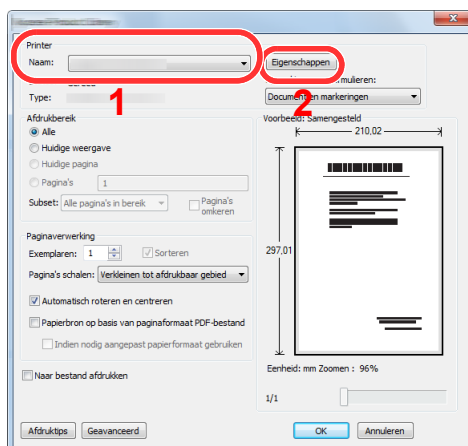 Printer
Naam:
Eigenschappen
mulieren:
Type:
Documenten markeringen
1
2
Afdrukbereik
Alle
Huidige weergave
Huidige pagina
Pagina's 1
Subset: Alle pagina's in bereik
Pagina's omkeren
Paginaverwerking
Exemplaren: 1 Sorteren
Pagina's schalen: Verkleinen tot afdrukbaar gebied
Automatisch roteren en centreren
Papierbron op basis van paginaformaat PDF-bestand
Indien nodig aangepast papierformaat gebruiken
Naar bestand afdrukken
Voorbeeld: Samengesteld
210,02
297,01
Eenheid: mm Zoomen : 96%
1/1
Afdruktips Geavanceerd OK Annuleren